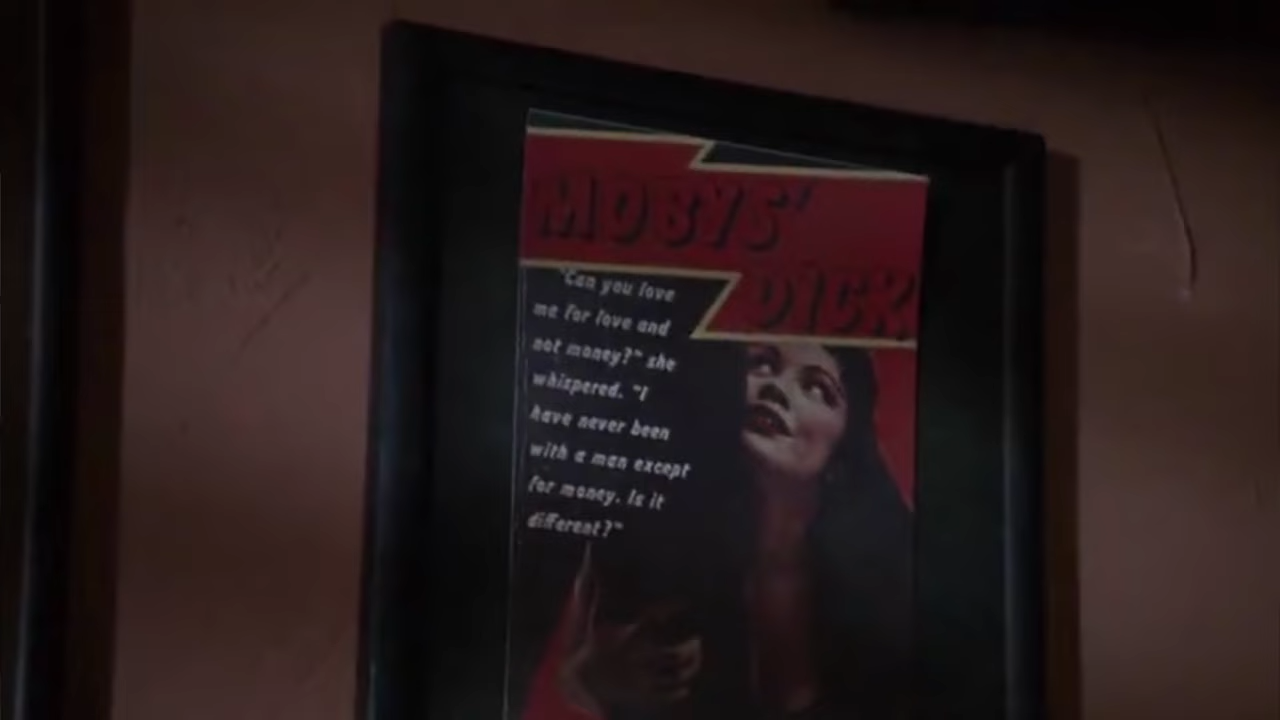 MOBYS'
DICK
"Can you love
me for love and
not money?" she
whispered. "I
have never been
with a man except
for money. Is it
different?"